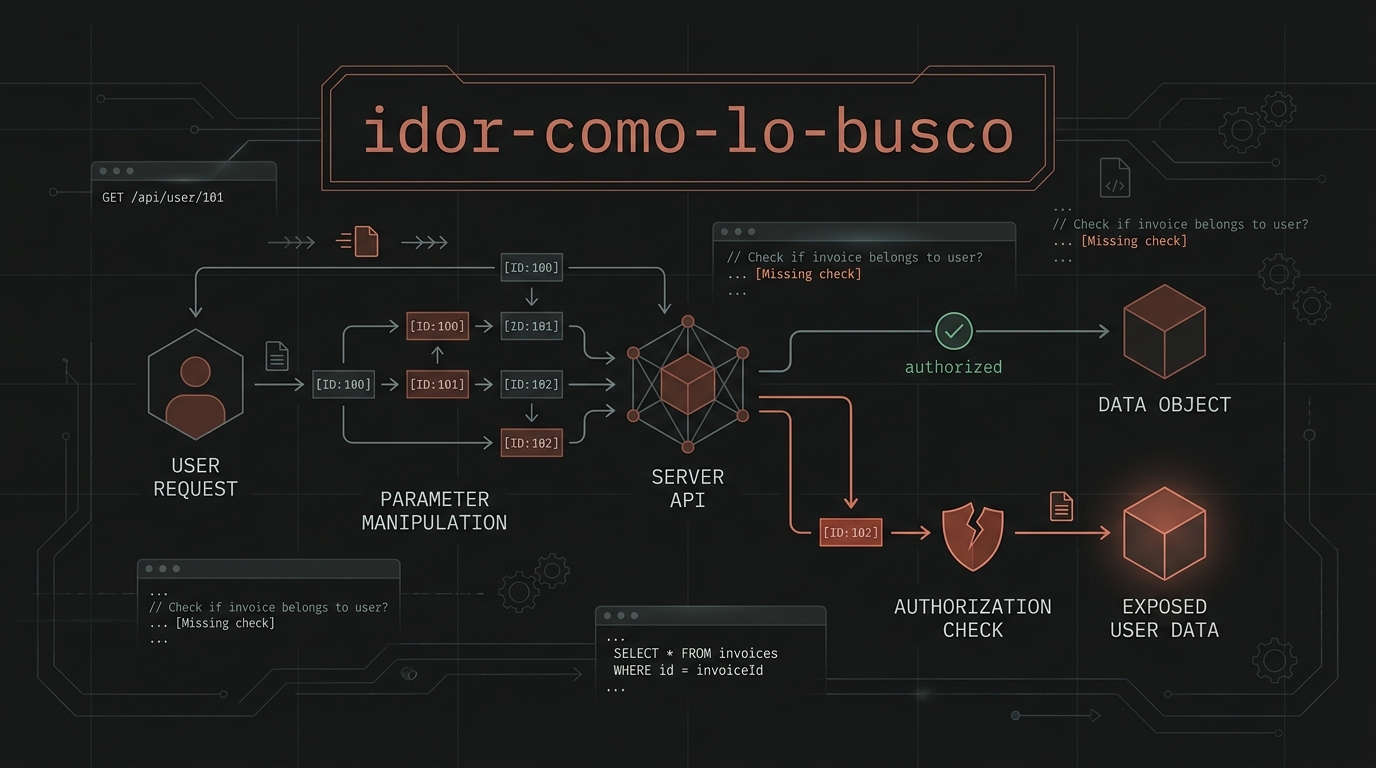 idor-como-lo-busco
GET /api/user/101
...
// Check if invoice belongs to user?
... [Missing check]
...
// Check if invoice belongs to user?
... [Missing check]
...
[ID:100]
[ID:100]
[ZD:101]
[ID:100]
[ID:101]
[ID:102]
[ID:102]
authorized
DATA OBJECT
USER
REQUEST
PARAMETER
MANIPULATION
SERVER
API
[ID:102]
AUTHORIZATION
CHECK
EXPOSED
USER DATA
...
// Check if invoice belongs to user?
... [Missing check]
...
...
SELECT * FROM invoices
WHERE id = invoiceId
...